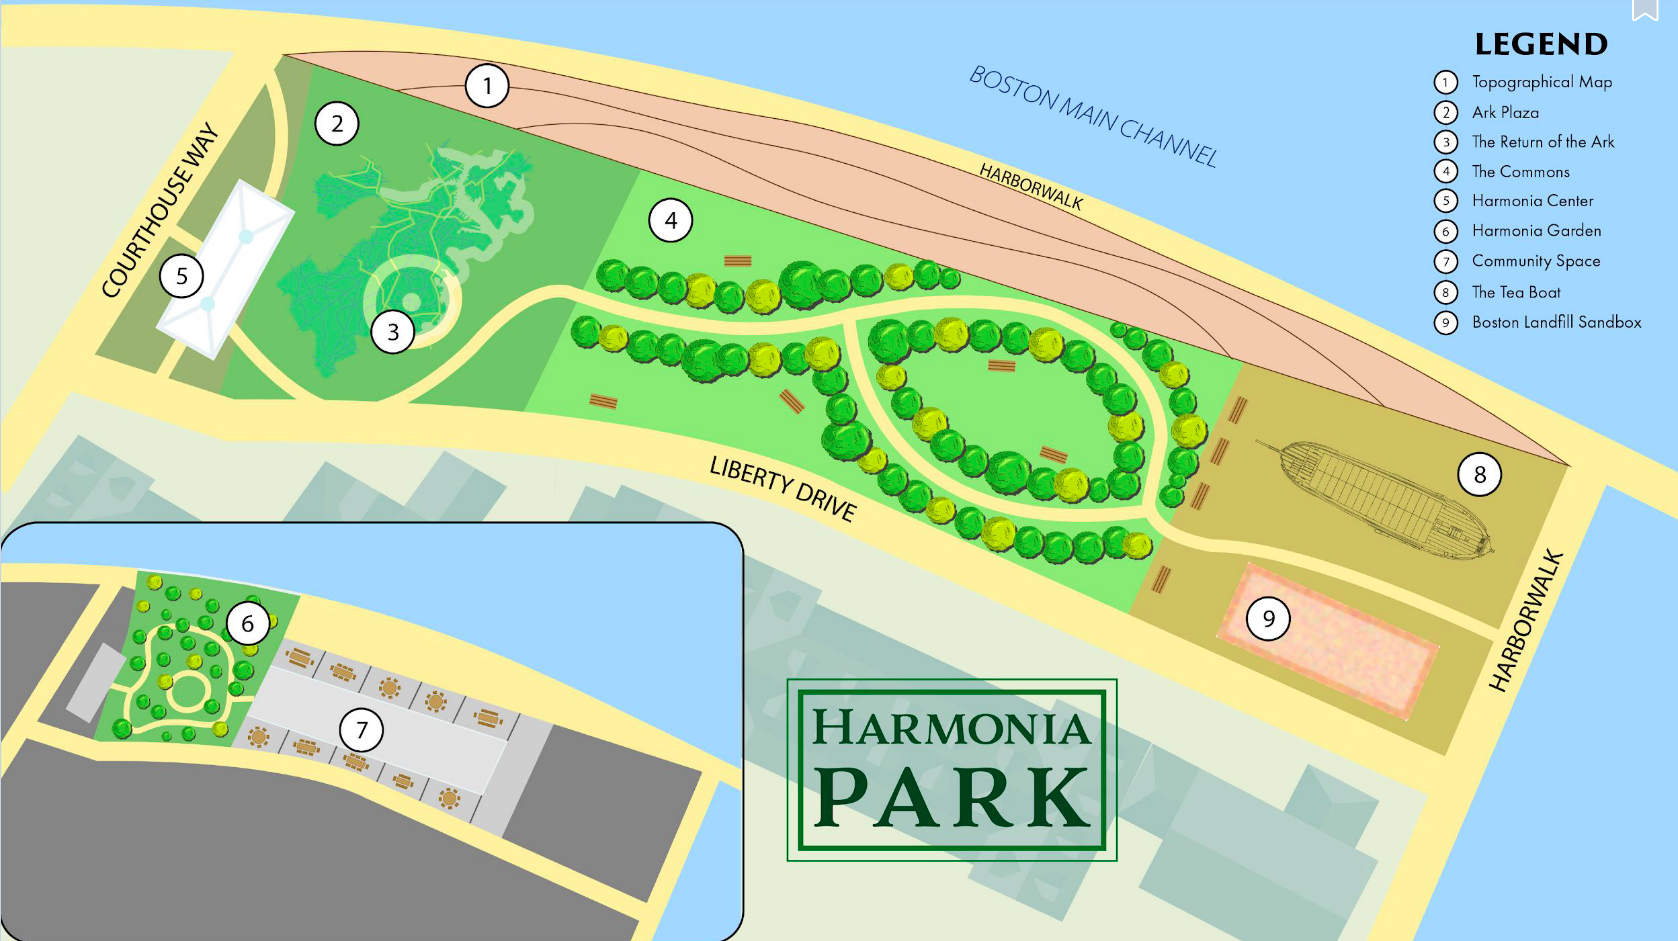 LEGEND
1 Topographical Map
2 Ark Plaza
3 The Return of the Ark
4 The Commons
5 Harmonia Center
6 Harmonia Garden
7 Community Space
8 The Tea Boat
9 Boston Landfill Sandbox
BOSTON MAIN CHANNEL
HARBORWALK
COURTHOUSE WAY
1
2
3
4
5
LIBERTY DRIVE
8
9
HARBORWALK
6
7
HARMONIA
PARK